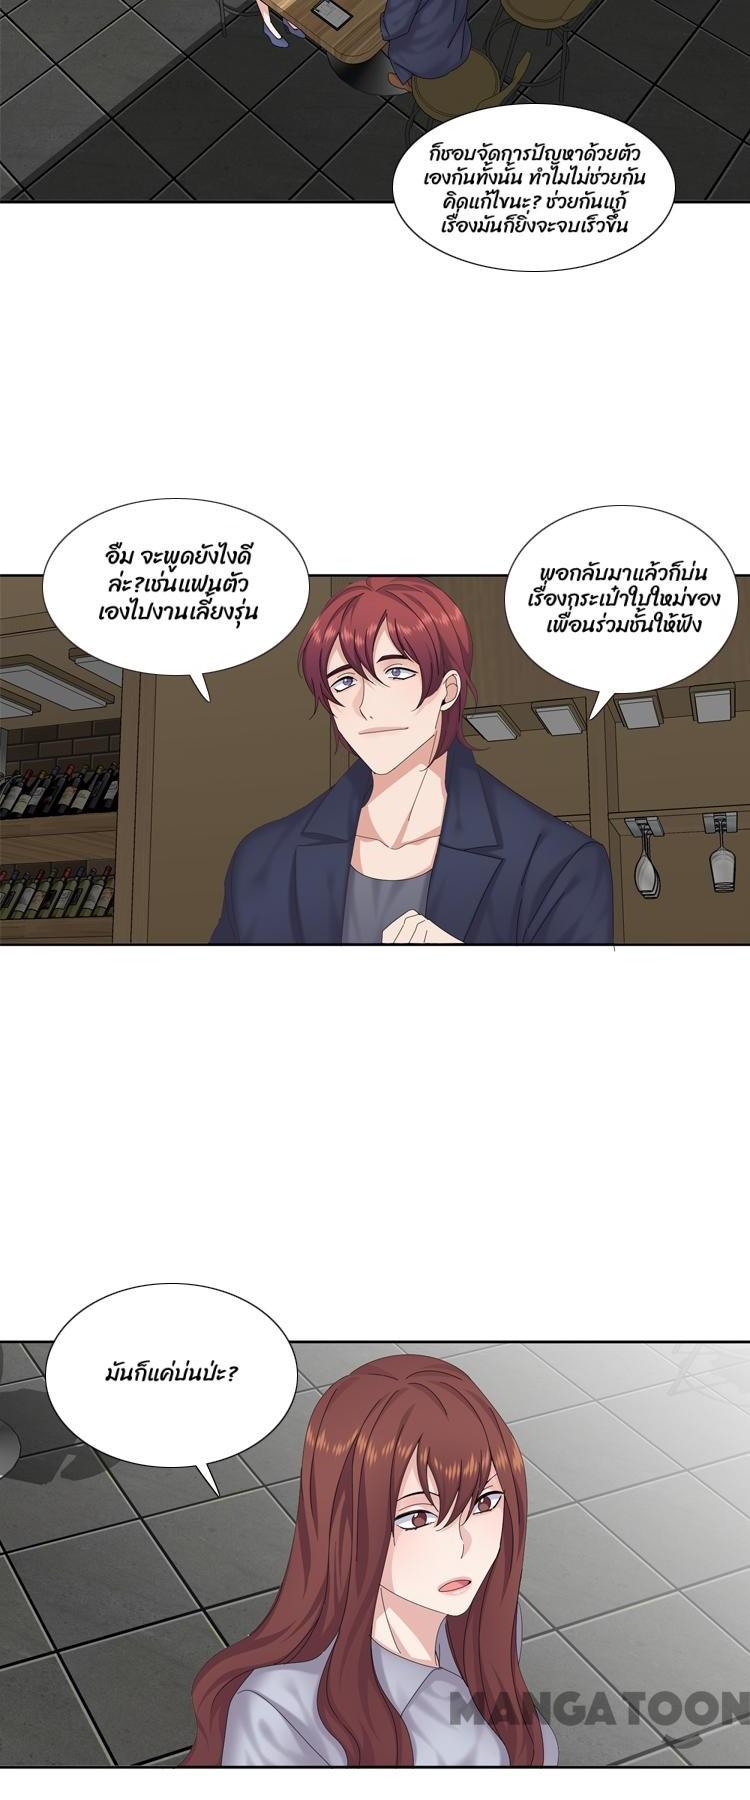 ก็ชอบจัดการปัญหาด้วยตัว
เองกันทั้งนั้น ทำไมไม่ช่วยกัน
คิดแก้ไขนะ? ช่วยกันแก้
เรื่องมันก็ยิ่งจะจบเร็วขึ้น
อืม จะพูดยังไงดี
ล่ะ?เช่นแฟนตัว
เองไปงานเลี้ยงรุ่น
พอกลับมาแล้วก็บ่น
เรื่องกระเป๋าใบใหม่ของ
เพื่อนร่วมชั้นให้ฟัง
มันก็แค่บ่นป่ะ?
MANGATOON